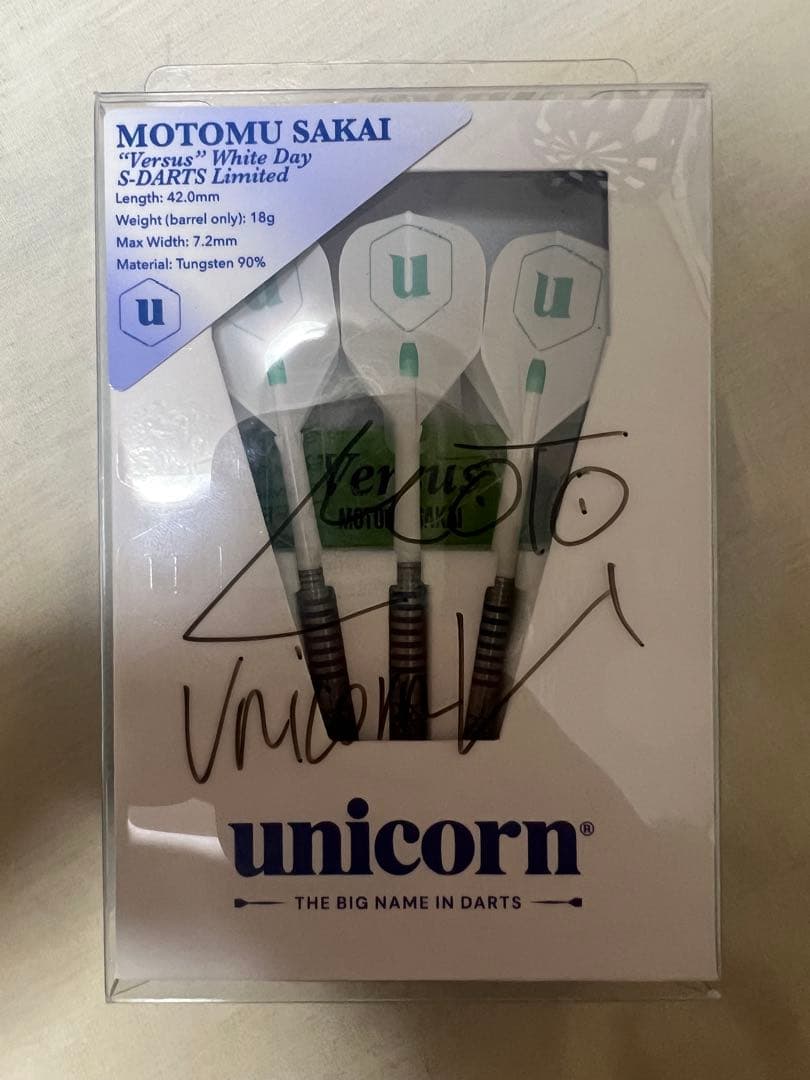 MOTOMU SAKAI
“Versus” White Day
S-DARTS Limited
Length: 42.0mm
Weight (barrel only): 18g
Max Width: 7.2mm
Material: Tungsten 90%
u
u
u
u
Versus
MOTOMU SAKAI
Unicorn
unicorn®
THE BIG NAME IN DARTS